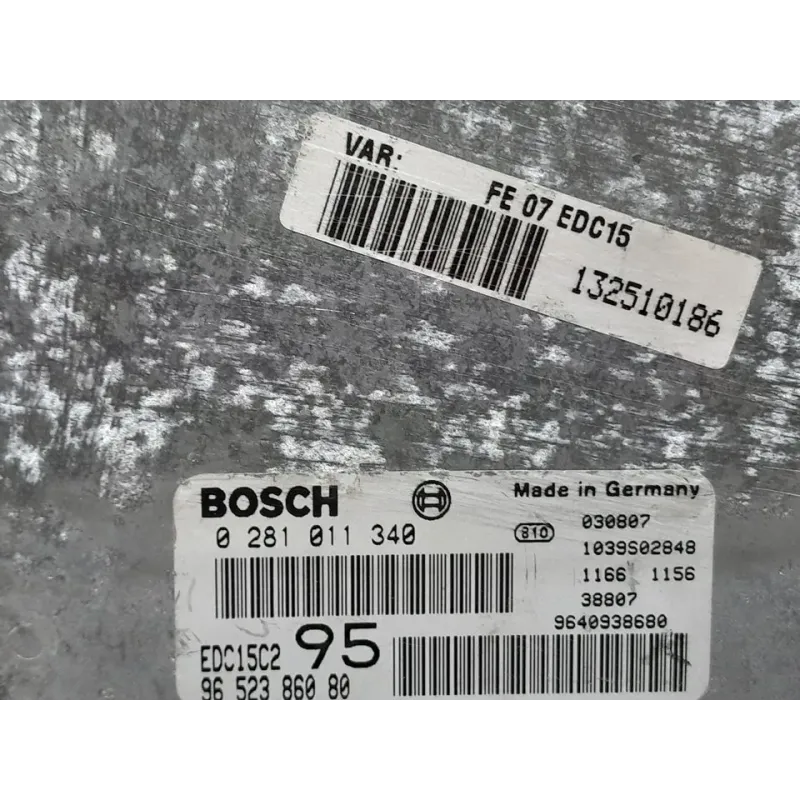 VAR:
FE 07 EDC15
132510186
BOSCH
Made in Germany
0 281 011 340
810
030807
1039S02848
1166 1156
38807
9640938680
EDC15C2 95
96 523 860 80